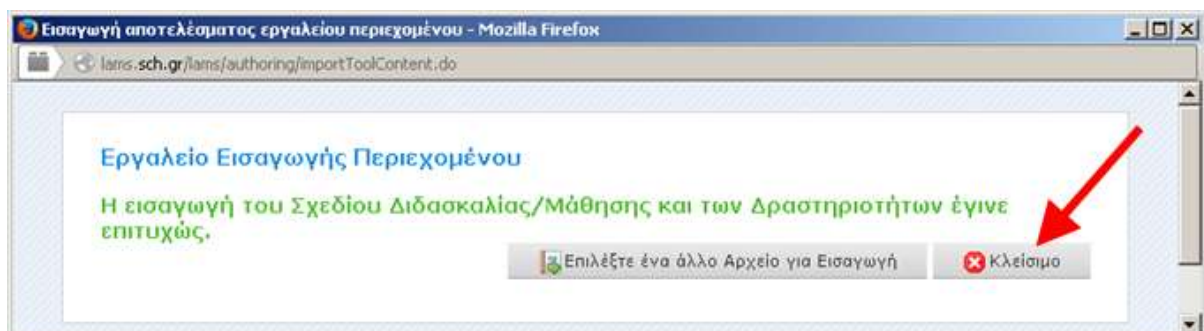 Εισαγωγή αποτελέσματος εργαλείου περιεχομένου - Mozilla Firefox
lams.sch.gr/lams/authoring/importToolContent.do
Εργαλείο Εισαγωγής Περιεχομένου
Η εισαγωγή του Σχεδίου Διδασκαλίας/Μάθησης και των Δραστηριοτήτων έγινε
επιτυχώς.
Επιλέξτε ένα άλλο Αρχείο για Εισαγωγή Κλείσιμο